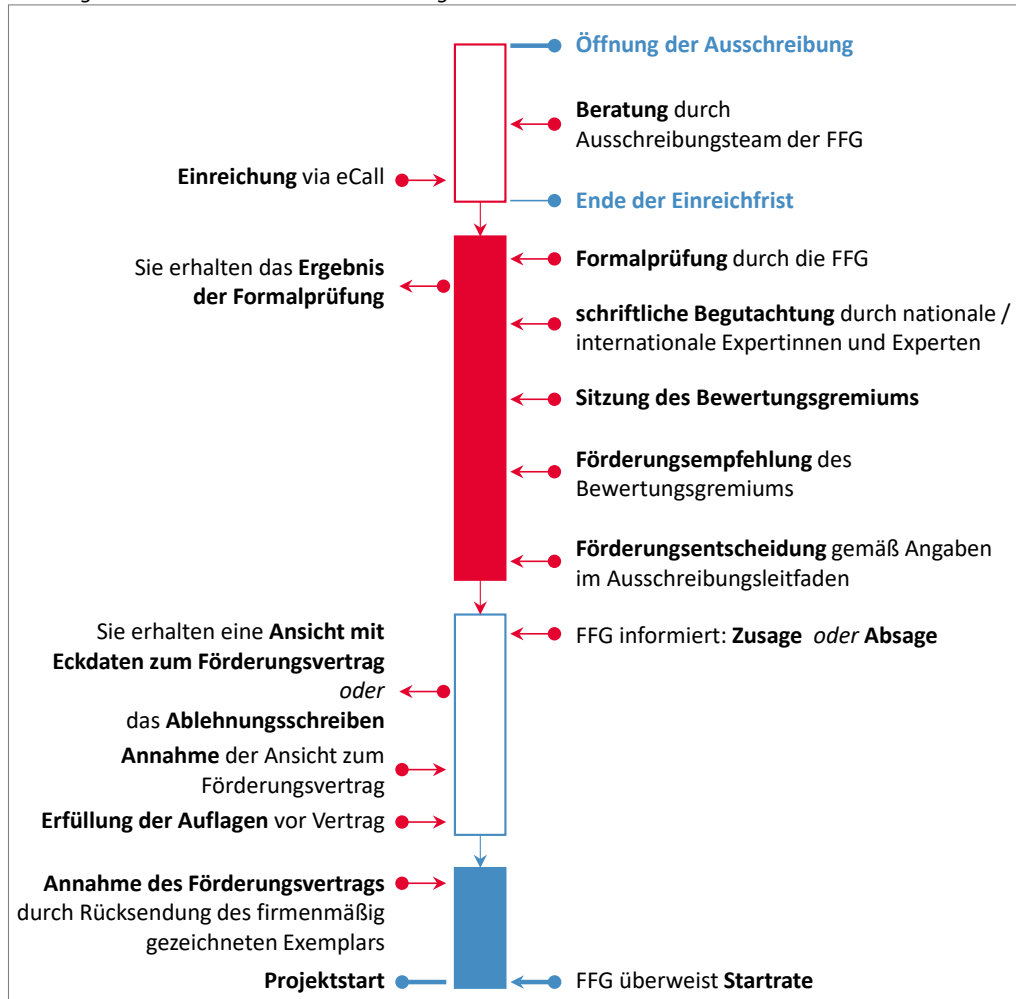 Öffnung der Ausschreibung
Beratung durch
Ausschreibungsteam der FFG
Einreichung via eCall
Ende der Einreichfrist
Formalprüfung durch die FFG
Sie erhalten das Ergebnis
der Formalprüfung
schriftliche Begutachtung durch nationale /
internationale Expertinnen und Experten
Sitzung des Bewertungsgremiums
Förderungsempfehlung des
Bewertungsgremiums
Förderungsentscheidung gemäß Angaben
im Ausschreibungsleitfaden
FFG informiert: Zusage oder Absage
Sie erhalten eine Ansicht mit
Eckdaten zum Förderungsvertrag
oder
das Ablehnungsschreiben
Annahme der Ansicht zum
Förderungsvertrag
Erfüllung der Auflagen vor Vertrag
Annahme des Förderungsvertrags
durch Rücksendung des firmenmäßig
gezeichneten Exemplars
Projektstart
FFG überweist Startrate